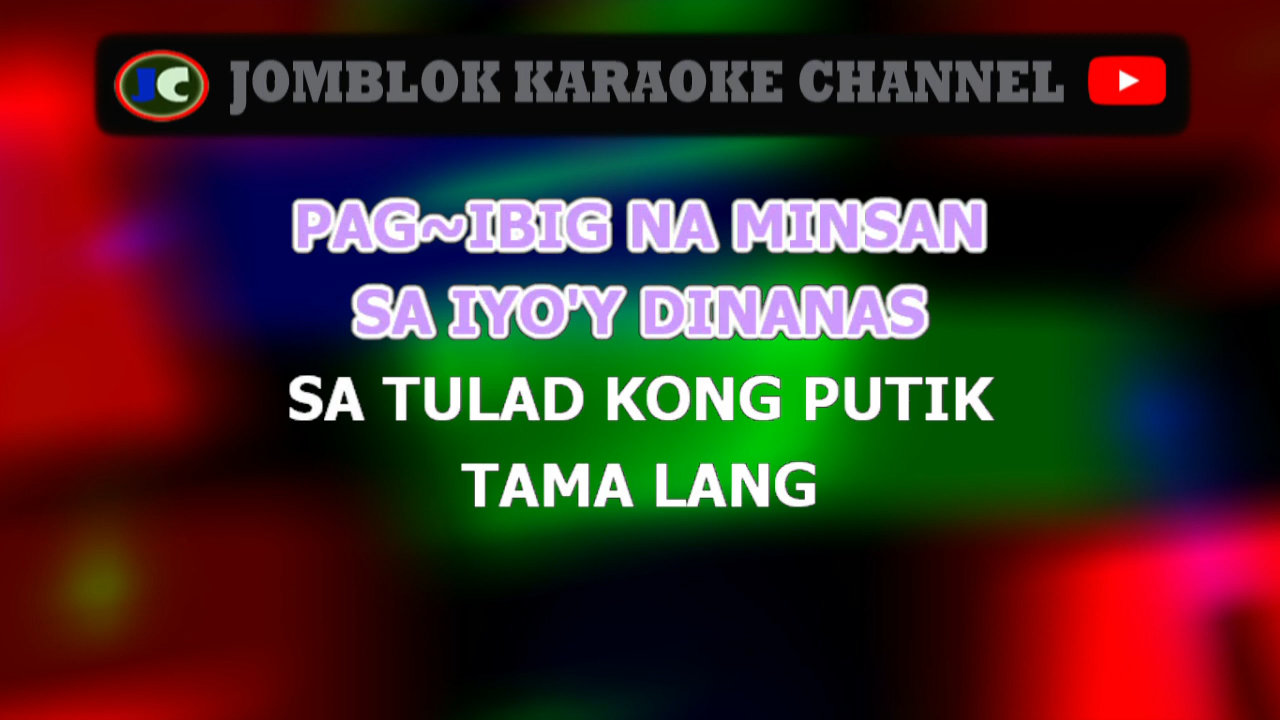 JC JOMBLOK KARAOKE CHANNEL
PAG~IBIG NA MINSAN
SA IYO'Y DINANAS
SA TULAD KONG PUTIK
TAMA LANG